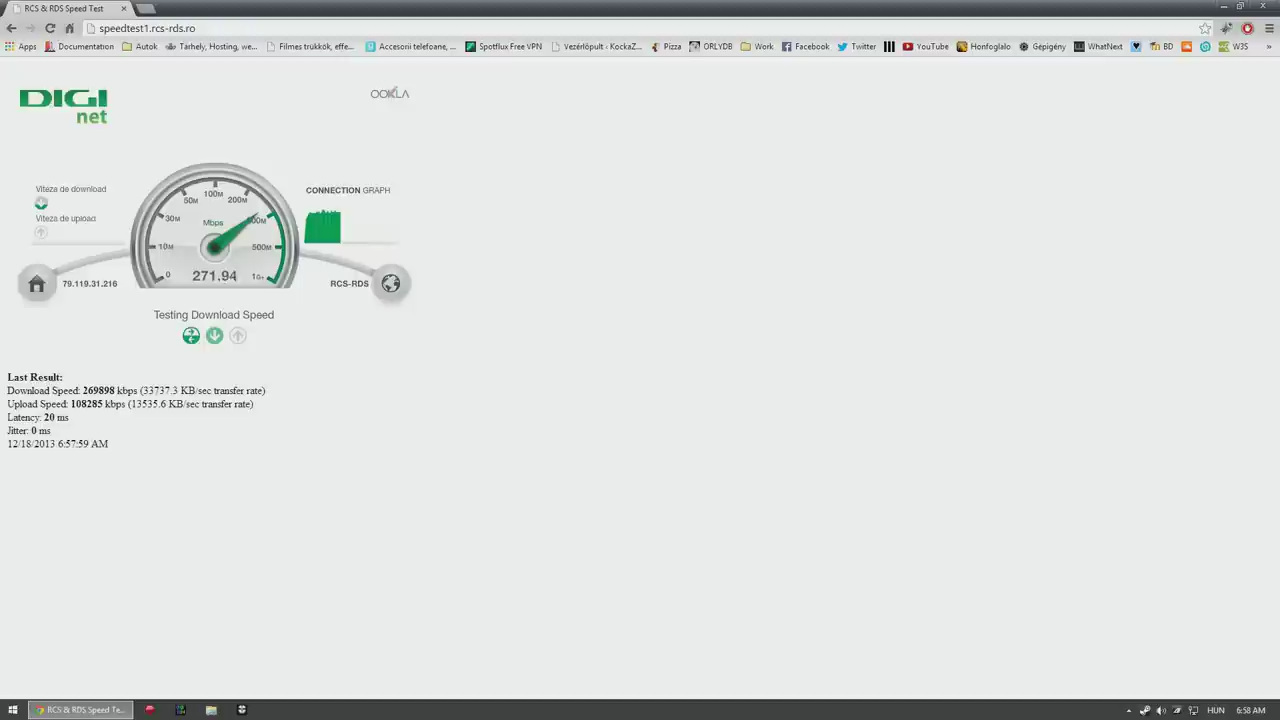 RCS & RDS Speed Test
speedtest1.rcs-rds.ro
Apps Documentation Autok Tárhely, Hosting, we... Filmes trükkök, effe... Accesorii telefoane, ... Spotflux Free VPN Vezérlőpult ‹ KockaZ... Pizza ORLYDB Work Facebook Twitter YouTube Honfoglalo Gépigény WhatNext BD W3S »
DIGI
net
OOKLA
Viteza de download
Viteza de upload
CONNECTION GRAPH
0
10M
30M
50M
100M
200M
500M
1G+
Mbps
271.94
79.119.31.216
RCS-RDS
Testing Download Speed
Last Result:
Download Speed: 269898 kbps (33737.3 KB/sec transfer rate)
Upload Speed: 108285 kbps (13535.6 KB/sec transfer rate)
Latency: 20 ms
Jitter: 0 ms
12/18/2013 6:57:59 AM
RCS & RDS Speed Te...
HUN 6:58 AM